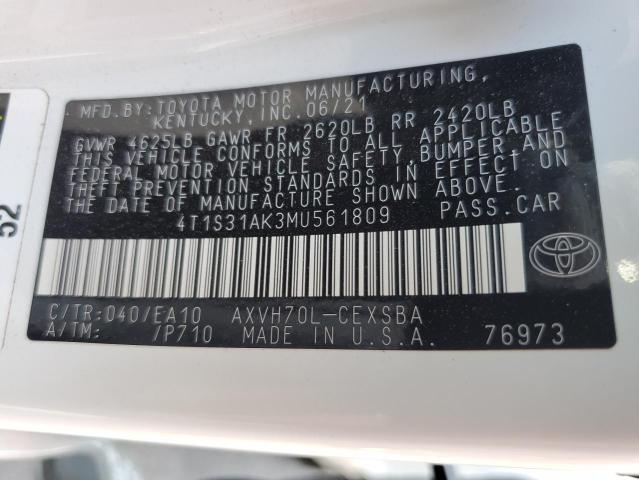 MFD. BY: TOYOTA MOTOR MANUFACTURING,
KENTUCKY, INC. 06/21
GVWR 4625LB GAWR FR 2620LB RR 2420LB
THIS VEHICLE CONFORMS TO ALL APPLICABLE
FEDERAL MOTOR VEHICLE SAFETY, BUMPER, AND
THEFT PREVENTION STANDARDS IN EFFECT ON
THE DATE OF MANUFACTURE SHOWN ABOVE.
4T1S31AK3MU561809 PASS.CAR
C/TR:040/EA10 AXVH70L-CEXSBA
A/TM: /P710 MADE IN U.S.A. 76973
52